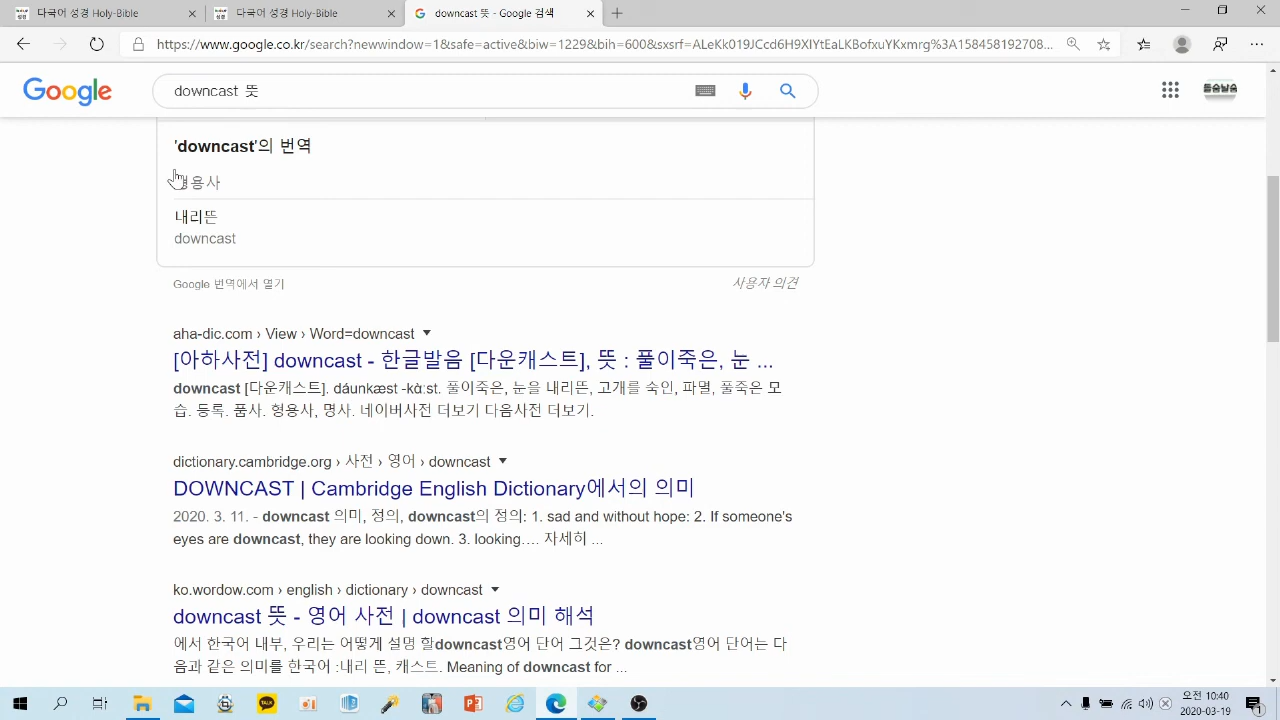 다국어 성경 Holy-Bible
다국어 성경 Holy-Bible
downcast 뜻 - Google 검색
https://www.google.co.kr/search?newwindow=1&safe=active&biw=1229&bih=600&sxsrf=ALeKk019JCcd6H9XIYtEaLKBofxuYKxmrg%3A158458192708...
Google
downcast 뜻
들숨날숨
'downcast'의 번역
형용사
내리뜬
downcast
Google 번역에서 열기
사용자 의견
aha-dic.com › View › Word=downcast
[아하사전] downcast - 한글발음 [다운캐스트], 뜻 : 풀이죽은, 눈 ...
downcast [다운캐스트]. dáunkæst -kàːst. 풀이죽은, 눈을 내리뜬, 고개를 숙인, 파멸, 풀죽은 모
습. 등록. 품사. 형용사, 명사. 네이버사전 더보기 다음사전 더보기.
dictionary.cambridge.org › 사전 › 영어 › downcast
DOWNCAST | Cambridge English Dictionary에서의 의미
2020. 3. 11. - downcast 의미, 정의, downcast의 정의: 1. sad and without hope: 2. If someone's
eyes are downcast, they are looking down. 3. looking…. 자세히 ...
ko.wordow.com › english › dictionary › downcast
downcast 뜻 - 영어 사전 | downcast 의미 해석
에서 한국어 내부, 우리는 어떻게 설명 할downcast영어 단어 그것은? downcast영어 단어는 다
음과 같은 의미를 한국어 :내리 뜬, 캐스트. Meaning of downcast for ...
TALK
오전 10:40
2020-03-19
1